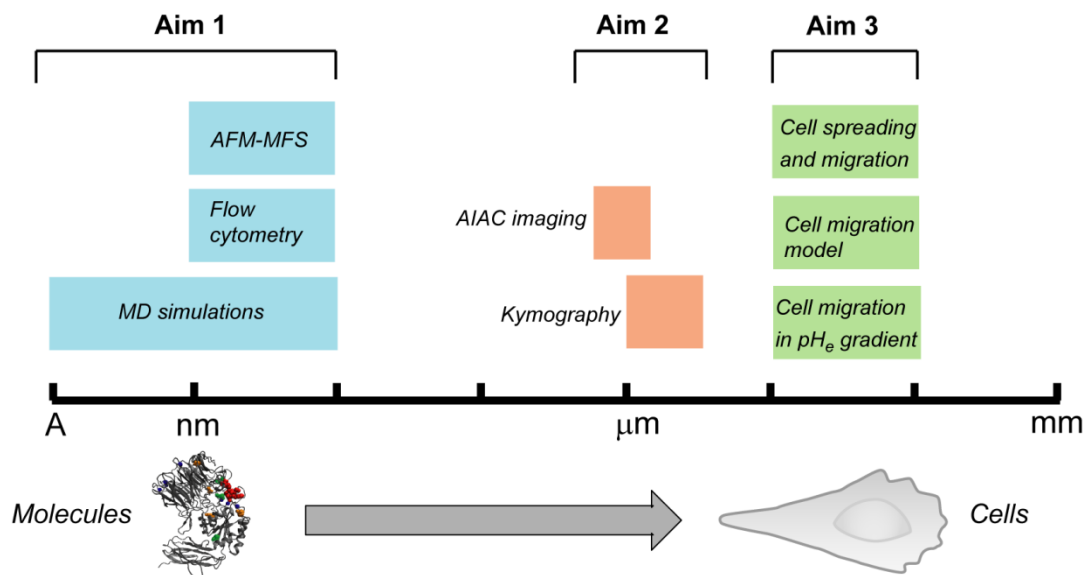 Aim 1
Aim 2
Aim 3
AFM-MFS
Cell spreading
and migration
Flow
cytometry
AIAC imaging
Cell migration
model
MD simulations
Kymography
Cell migration
in pHe gradient
A
nm
μm
mm
Molecules
Cells